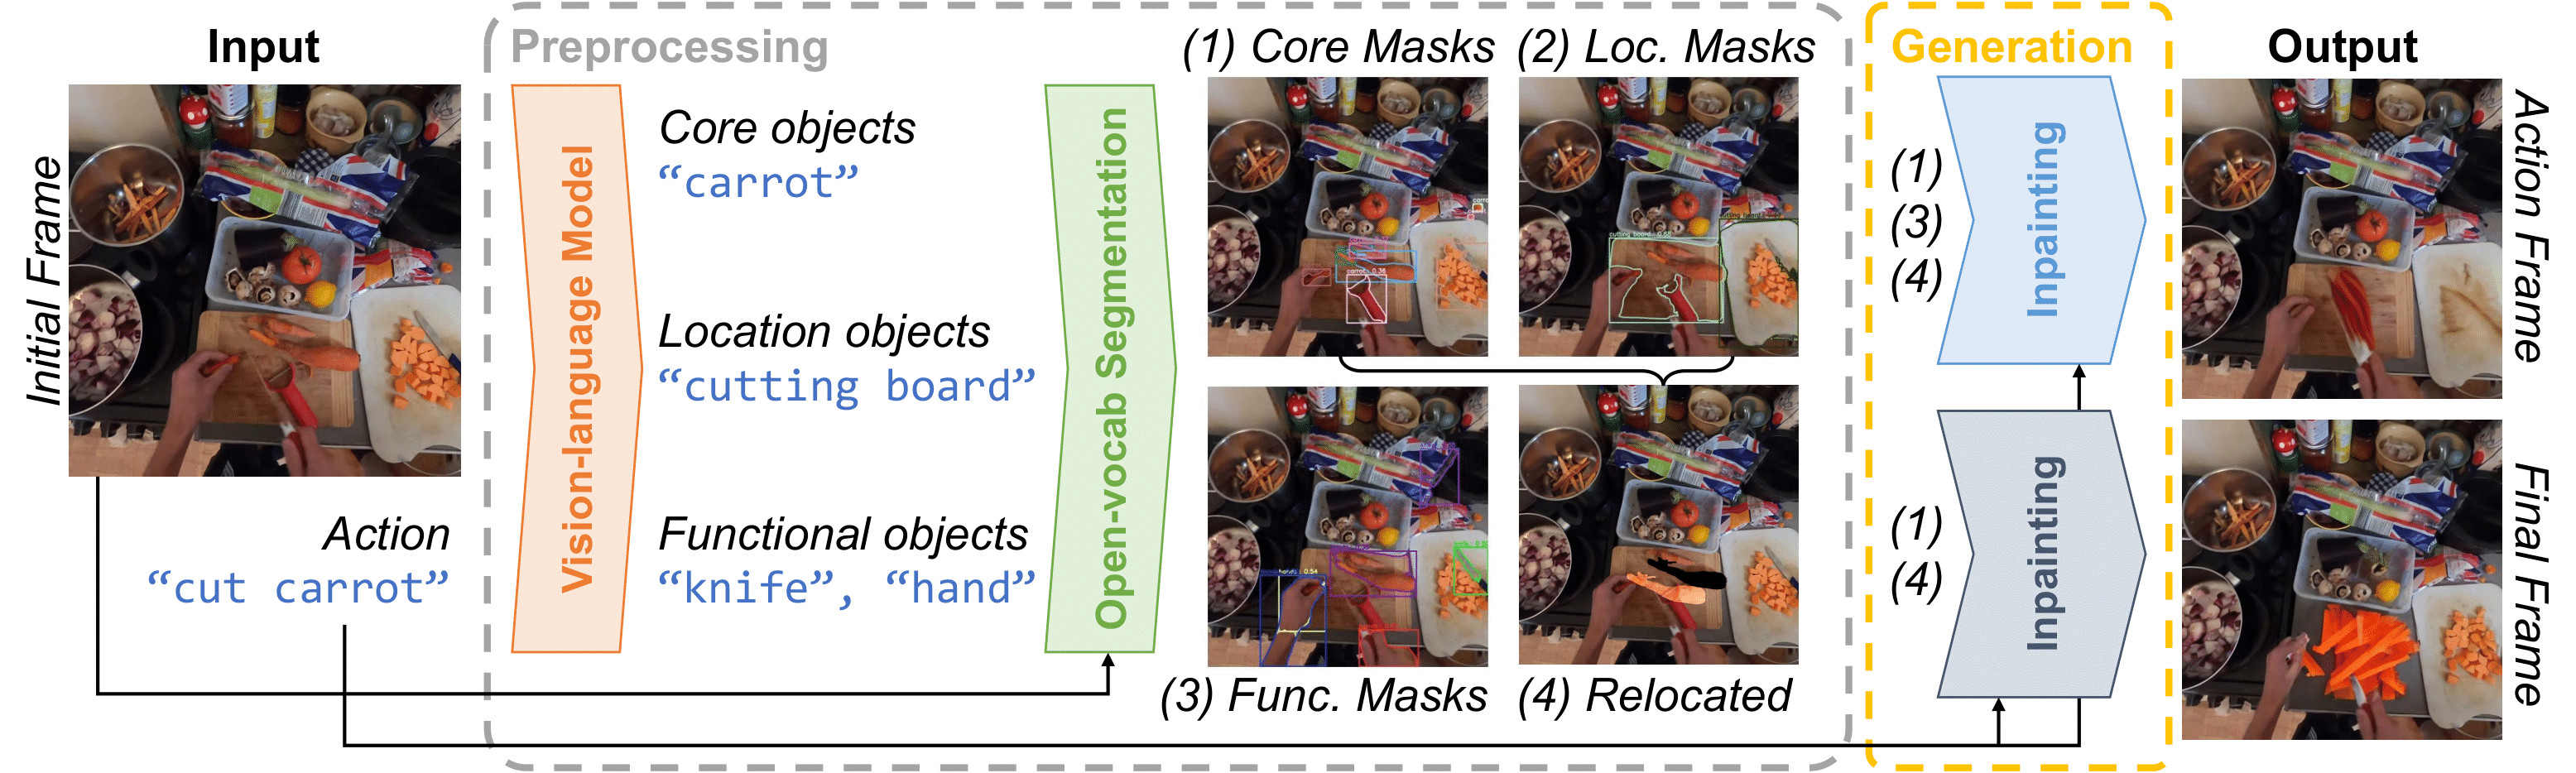 Input
Initial Frame
Action
“cut carrot”
Preprocessing
Vision-language Model
Core objects
“carrot”
Location objects
“cutting board”
Functional objects
“knife”, “hand”
Open-vocab Segmentation
(1) Core Masks
(2) Loc. Masks
(3) Func. Masks
(4) Relocated
Generation
(1)
(3)
(4)
Inpainting
(1)
(4)
Inpainting
Output
Action Frame
Final Frame